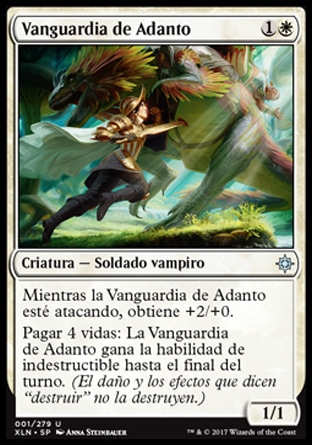 Vanguardia de Adanto 1
Criatura — Soldado vampiro
Mientras la Vanguardia de Adanto
esté atacando, obtiene +2/+0.
Pagar 4 vidas: La Vanguardia
de Adanto gana la habilidad de
indestructible hasta el final del
turno. (El daño y los efectos que dicen
“destruir” no la destruyen.)
1/1
001/279 U
XLN • SP Anna Steinbauer ™ & © 2017 Wizards of the Coast